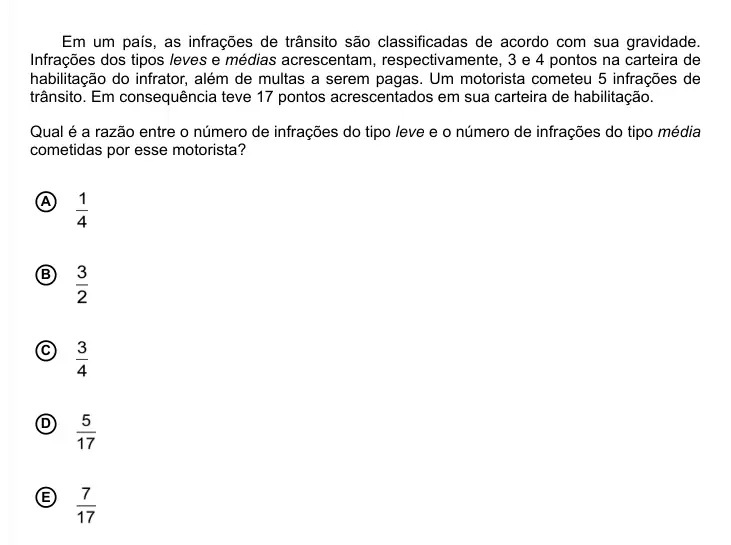 Em um país, as infrações de trânsito são classificadas de acordo com sua gravidade.
Infrações dos tipos leves e médias acrescentam, respectivamente, 3 e 4 pontos na carteira de
habilitação do infrator, além de multas a serem pagas. Um motorista cometeu 5 infrações de
trânsito. Em consequência teve 17 pontos acrescentados em sua carteira de habilitação.
Qual é a razão entre o número de infrações do tipo leve e o número de infrações do tipo média
cometidas por esse motorista?
A 1/4
B 3/2
C 3/4
D 5/17
E 7/17